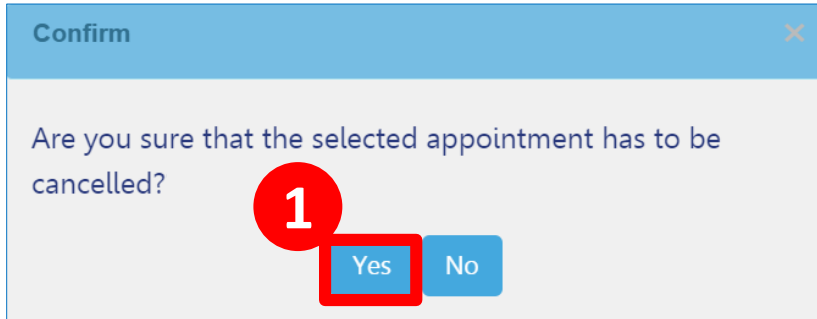 Confirm ×
Are you sure that the selected appointment has to be
cancelled?
1
Yes No